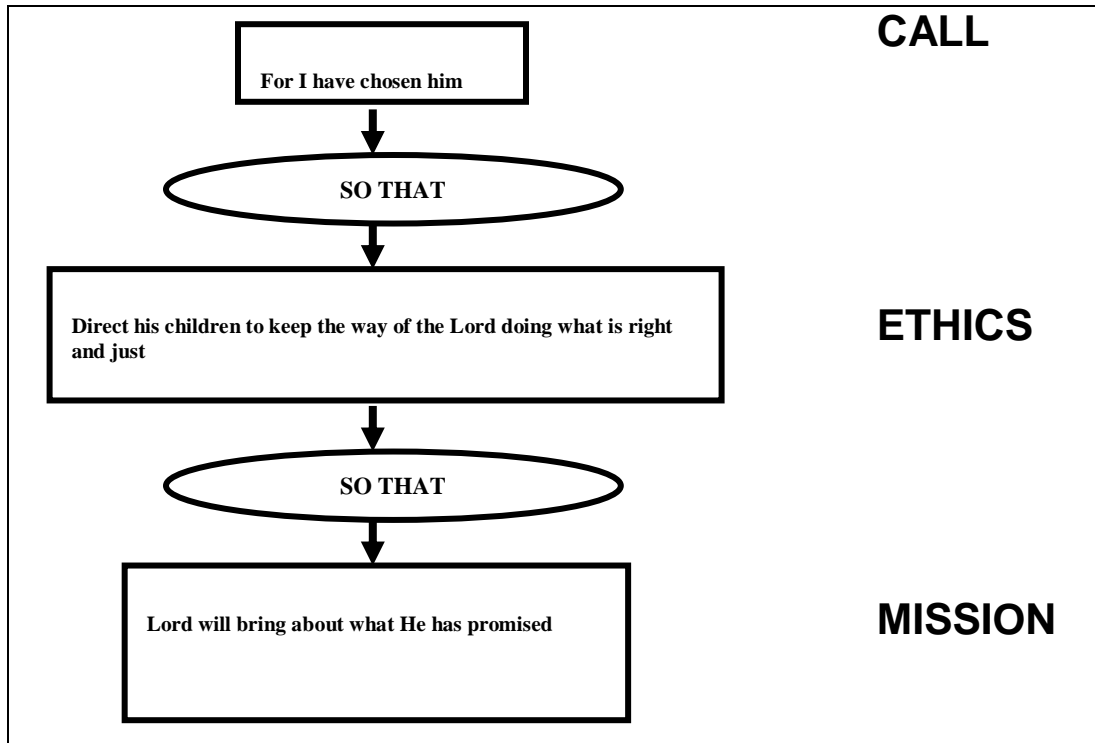 CALL
For I have chosen him
SO THAT
Direct his children to keep the way of the Lord doing what is right
and just
ETHICS
SO THAT
Lord will bring about what He has promised
MISSION